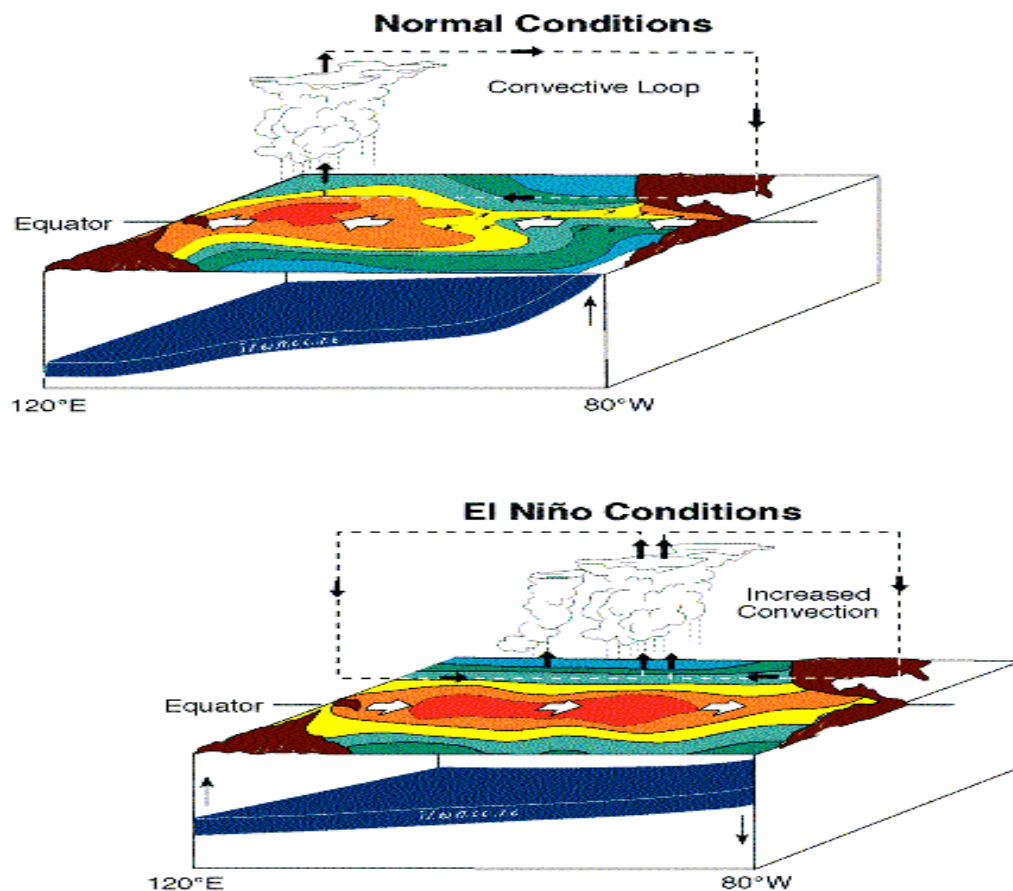 Normal Conditions
Convective Loop
Equator
120°E
80°W
El Niño Conditions
Increased
Convection
Equator
120°E
80°W